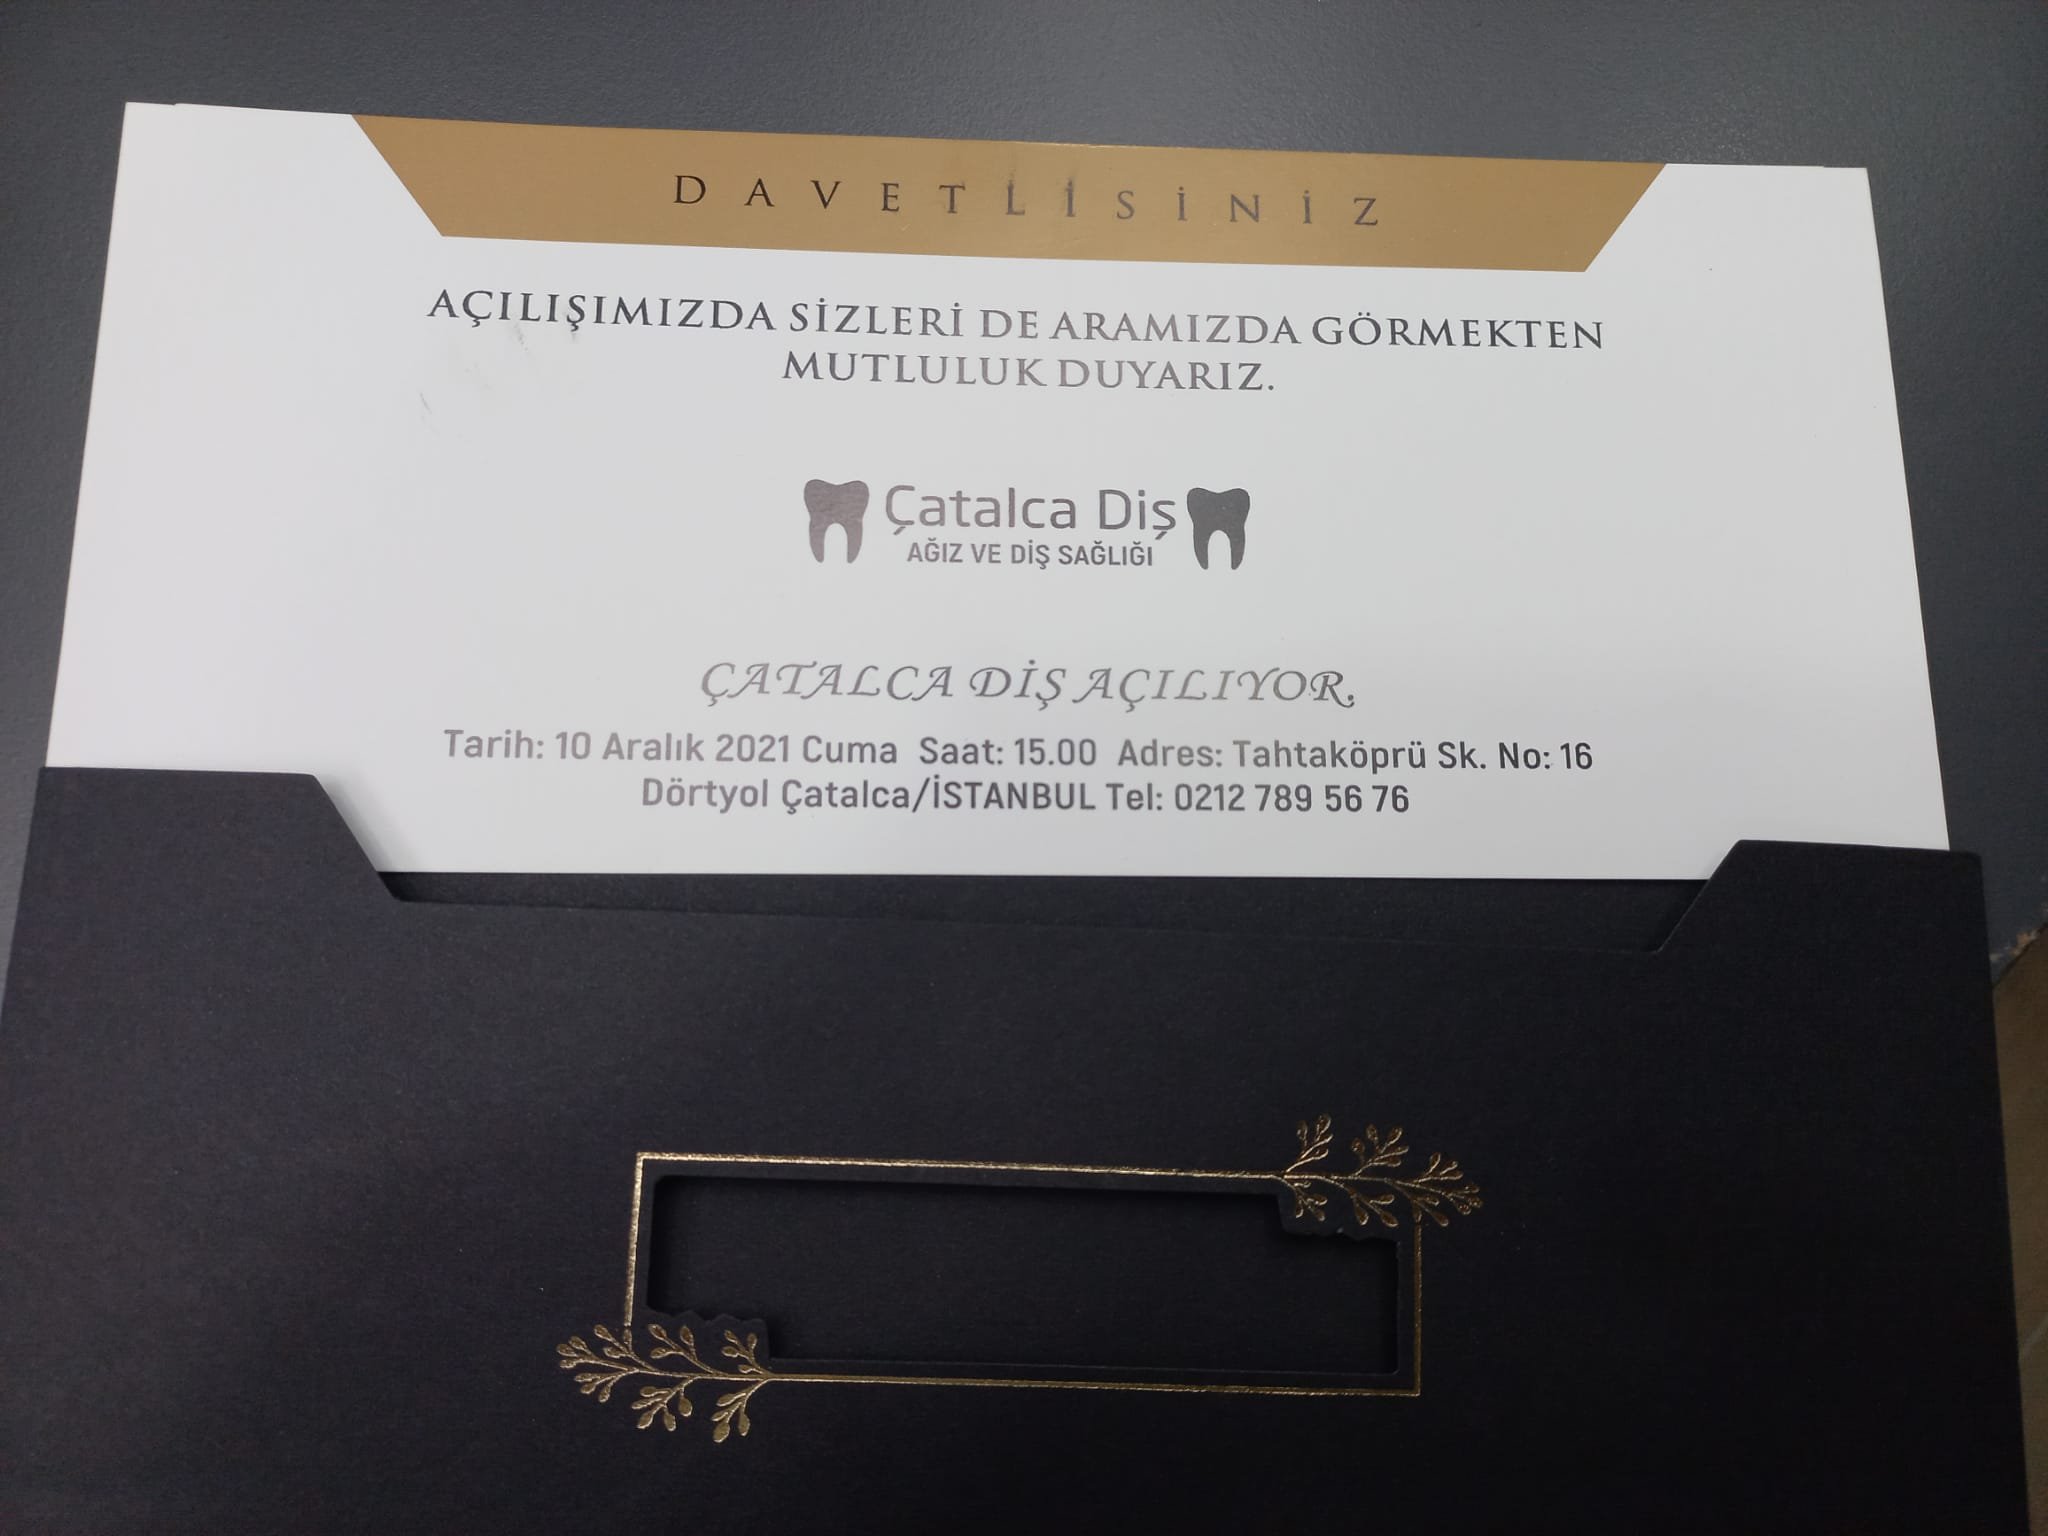 DAVETLİSİNİZ
AÇILIŞIMIZDA SİZLERİ DE ARAMIZDA GÖRMEKTEN
MUTLULUK DUYARIZ.
Çatalca Diş
AĞIZ VE DİŞ SAĞLIĞI
ÇATALCA DİŞ AÇILIYOR.
Tarih: 10 Aralık 2021 Cuma Saat: 15.00 Adres: Tahtaköprü Sk. No: 16
Dörtyol Çatalca/İSTANBUL Tel: 0212 789 56 76